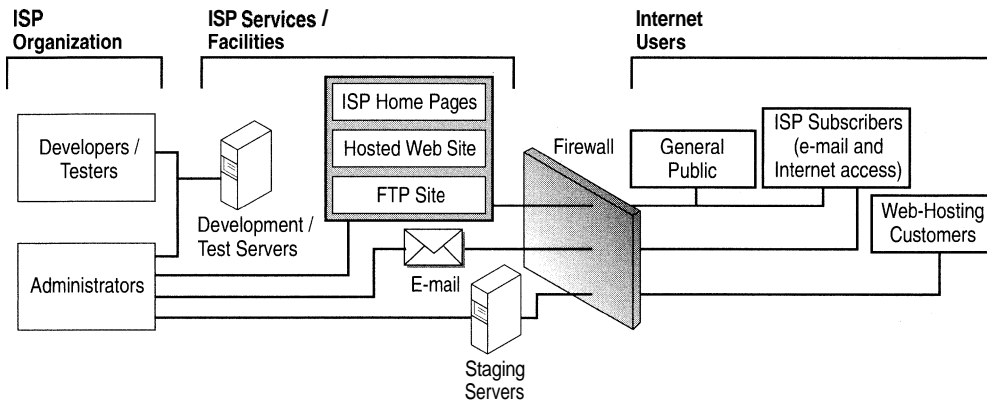 ISP
Organization
ISP Services /
Facilities
Internet
Users
Developers /
Testers
Administrators
Development /
Test Servers
ISP Home Pages
Hosted Web Site
FTP Site
E-mail
Staging
Servers
Firewall
General
Public
ISP Subscribers
(e-mail and
Internet access)
Web-Hosting
Customers